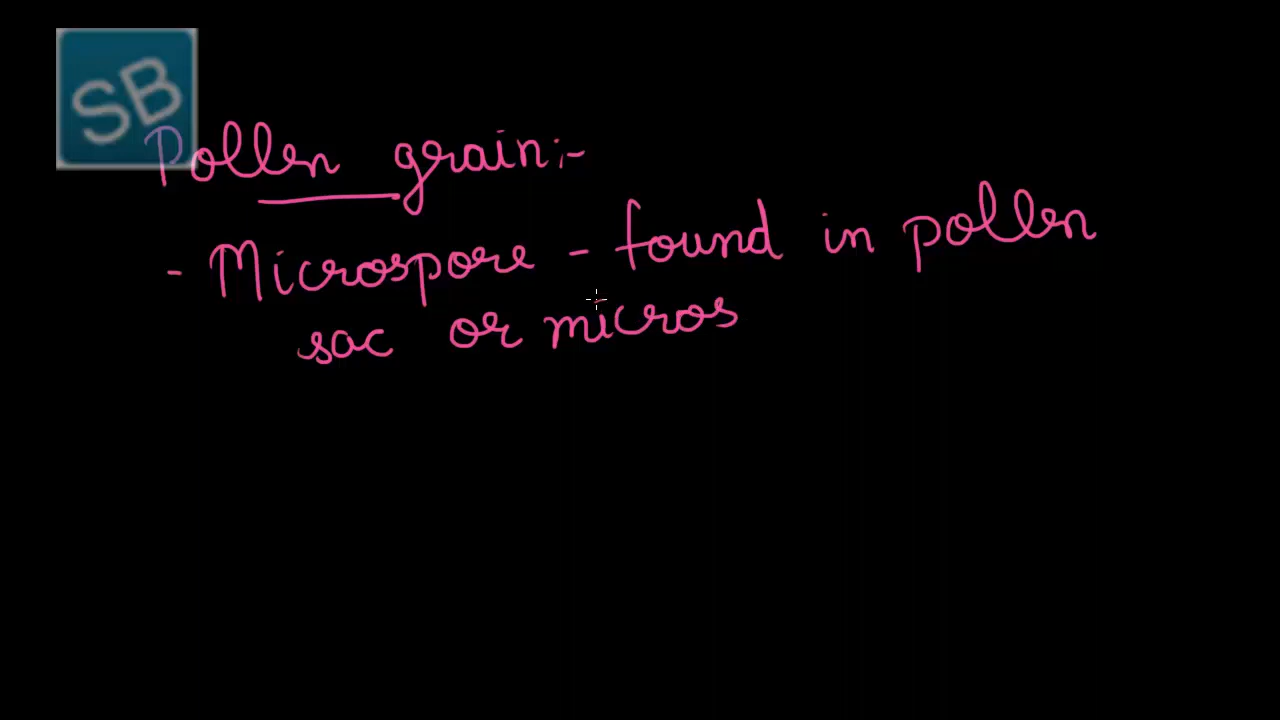 SB
Pollen grain:-
- Microspore - found in pollen
sac or micros